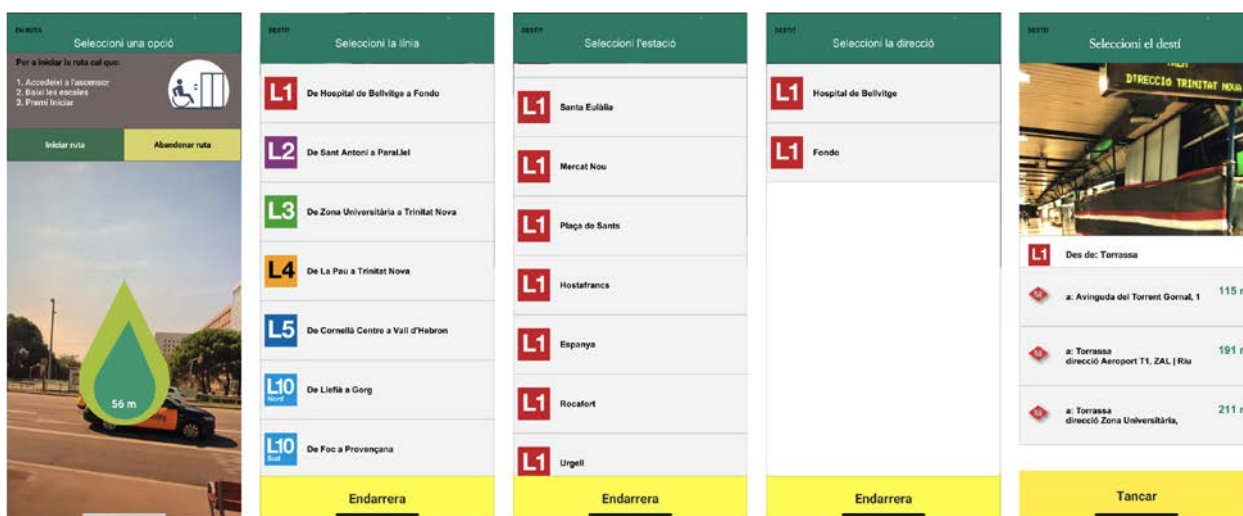 EN RUTA
Seleccioni una opció
Per a iniciar la ruta cal que:
1. Accedeixi a l'ascensor
2. Baixi les escales
3. Premi Iniciar
Iniciar ruta
Abandonar ruta
56 m
DESTÍ
Seleccioni la línia
L1
De Hospital de Bellvitge a Fondo
L2
De Sant Antoni a Paral.lel
L3
De Zona Universitària a Trinitat Nova
L4
De La Pau a Trinitat Nova
L5
De Cornellà Centre a Vall d'Hebron
L10
Nord
De Llefià a Gorg
L10
Sud
De Foc a Provençana
Endarrera
DESTÍ
Seleccioni l'estació
L1
Santa Eulàlia
L1
Mercat Nou
L1
Plaça de Sants
L1
Hostafrancs
L1
Espanya
L1
Rocafort
L1
Urgell
Endarrera
DESTÍ
Seleccioni la direcció
L1
Hospital de Bellvitge
L1
Fondo
Endarrera
DESTÍ
Seleccioni el destí
DIRECCIO TRINITAT NOVA
L1
Des de: Torrassa
M
a: Avinguda del Torrent Gornal, 1
115
M
a: Torrassa
direcció Aeroport T1, ZAL | Riu
191
M
a: Torrassa
direcció Zona Universitària,
211
Tancar